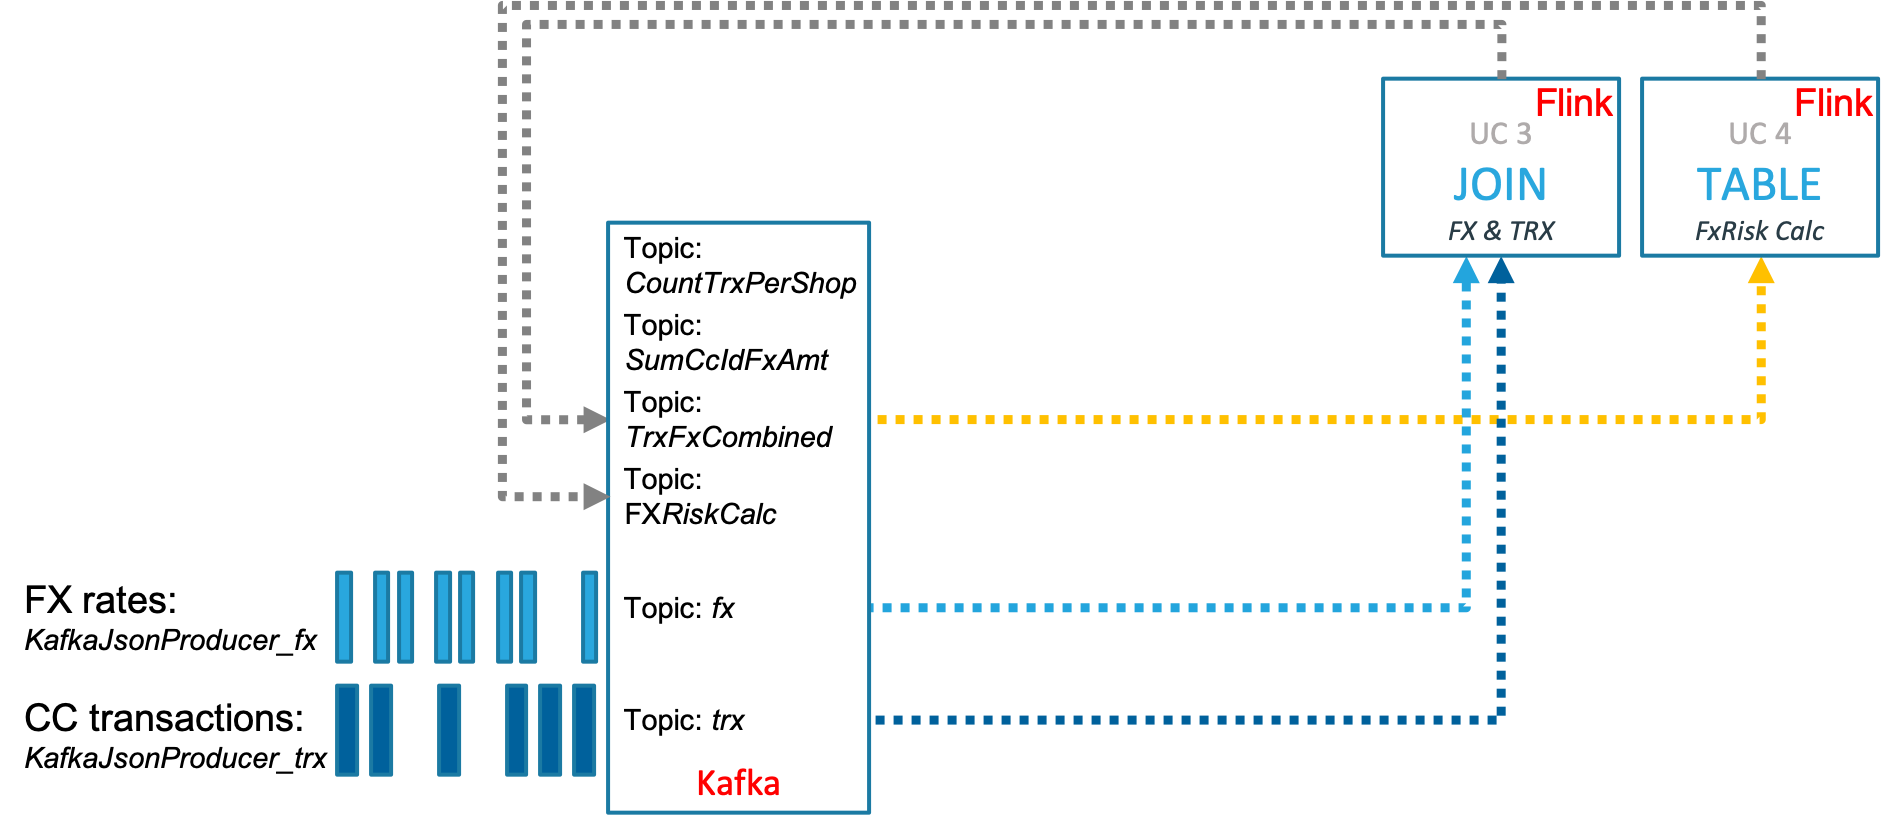 Flink
UC 3
JOIN
FX & TRX
Flink
UC 4
TABLE
FxRisk Calc
Topic:
CountTrxPerShop
Topic:
SumCcIdFxAmt
Topic:
TrxFxCombined
Topic:
FXRiskCalc
FX rates:
KafkaJsonProducer_fx
Topic: fx
CC transactions:
KafkaJsonProducer_trx
Topic: trx
Kafka